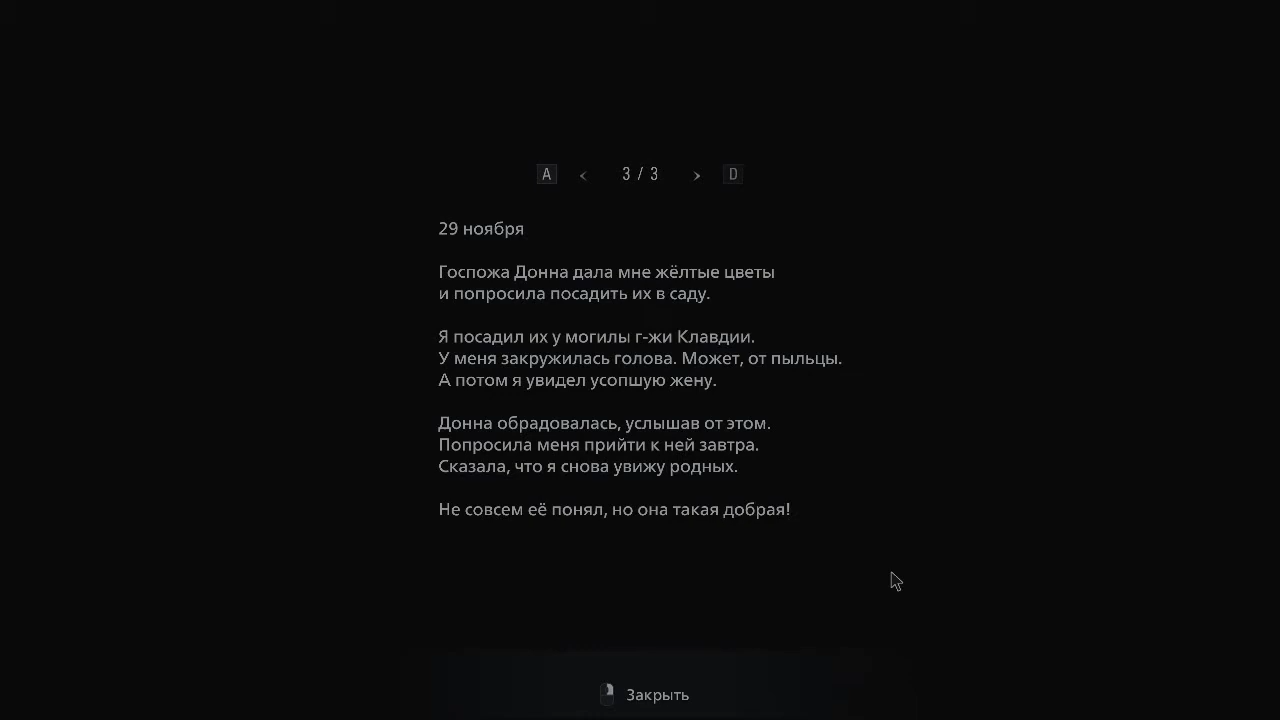 A < 3 / 3 > D
29 ноября
Госпожа Донна дала мне жёлтые цветы
и попросила посадить их в саду.
Я посадил их у могилы г-жи Клавдии.
У меня закружилась голова. Может, от пыльцы.
А потом я увидел усопшую жену.
Донна обрадовалась, услышав от этом.
Попросила меня прийти к ней завтра.
Сказала, что я снова увижу родных.
Не совсем её понял, но она такая добрая!
Закрыть